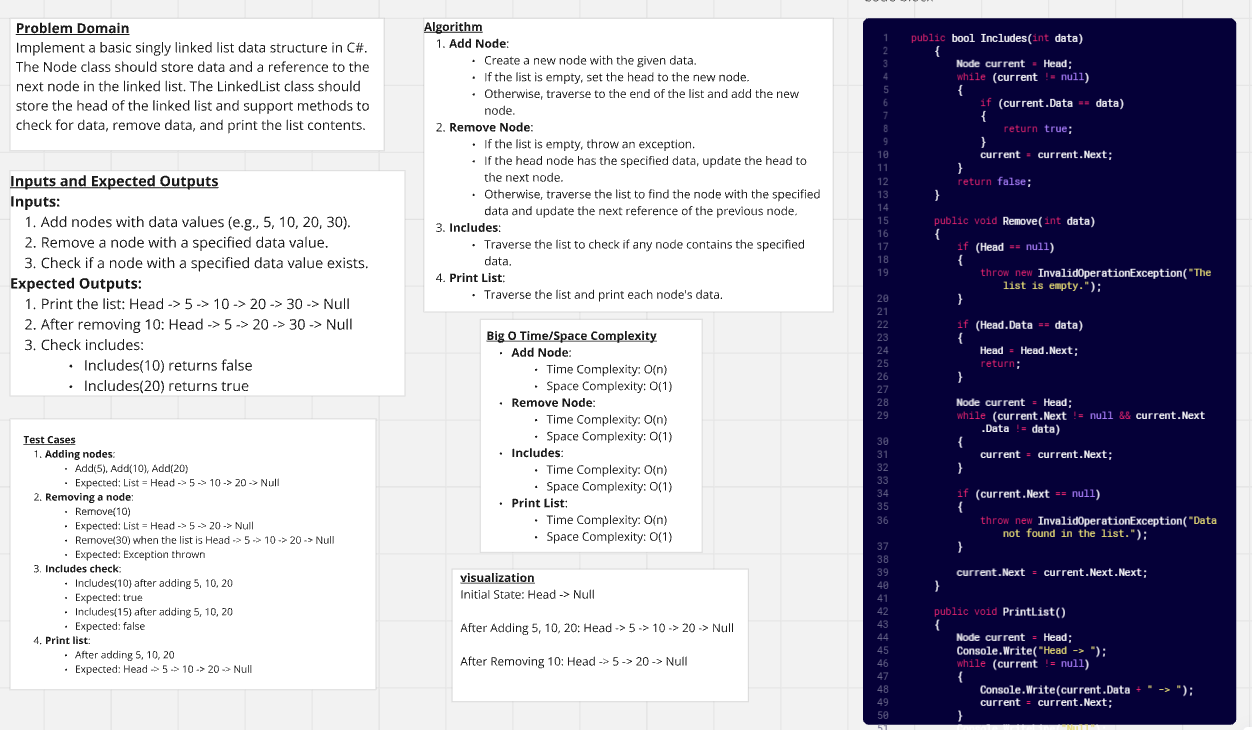 Problem Domain
Implement a basic singly linked list data structure in C#.
The Node class should store data and a reference to the
next node in the linked list. The LinkedList class should
store the head of the linked list and support methods to
check for data, remove data, and print the list contents.
Inputs and Expected Outputs
Inputs:
1. Add nodes with data values (e.g., 5, 10, 20, 30).
2. Remove a node with a specified data value.
3. Check if a node with a specified data value exists.
Expected Outputs:
1. Print the list: Head -> 5 -> 10 -> 20 -> 30 -> Null
2. After removing 10: Head -> 5 -> 20 -> 30 -> Null
3. Check includes:
• Includes(10) returns false
• Includes(20) returns true
Test Cases
1. Adding nodes:
• Add(5), Add(10), Add(20)
• Expected: List = Head -> 5 -> 10 -> 20 -> Null
2. Removing a node:
• Remove(10)
• Expected: List = Head -> 5 -> 20 -> Null
• Remove(30) when the list is Head -> 5 -> 10 -> 20 -> Null
• Expected: Exception thrown
3. Includes check:
• Includes(10) after adding 5, 10, 20
• Expected: true
• Includes(15) after adding 5, 10, 20
• Expected: false
4. Print list:
• After adding 5, 10, 20
• Expected: Head -> 5 -> 10 -> 20 -> Null
Algorithm
1. Add Node:
• Create a new node with the given data.
• If the list is empty, set the head to the new node.
• Otherwise, traverse to the end of the list and add the new
node.
2. Remove Node:
• If the list is empty, throw an exception.
• If the head node has the specified data, update the head to
the next node.
• Otherwise, traverse the list to find the node with the specified
data and update the next reference of the previous node.
3. Includes:
• Traverse the list to check if any node contains the specified
data.
4. Print List:
• Traverse the list and print each node's data.
Big O Time/Space Complexity
• Add Node:
• Time Complexity: O(n)
• Space Complexity: O(1)
• Remove Node:
• Time Complexity: O(n)
• Space Complexity: O(1)
• Includes:
• Time Complexity: O(n)
• Space Complexity: O(1)
• Print List:
• Time Complexity: O(n)
• Space Complexity: O(1)
visualization
Initial State: Head -> Null
After Adding 5, 10, 20: Head -> 5 -> 10 -> 20 -> Null
After Removing 10: Head -> 5 -> 20 -> Null
1 public bool Includes(int data)
2 {
3 Node current = Head;
4 while (current != null)
5 {
6 if (current.Data == data)
7 {
8 return true;
9 }
10 current = current.Next;
11 }
12 return false;
13 }
14
15 public void Remove(int data)
16 {
17 if (Head == null)
18 {
19 throw new InvalidOperationException("The
list is empty.");
20 }
21
22 if (Head.Data == data)
23 {
24 Head = Head.Next;
25 return;
26 }
27
28 Node current = Head;
29 while (current.Next != null && current.Next
.Data != data)
30 {
31 current = current.Next;
32 }
33
34 if (current.Next == null)
35 {
36 throw new InvalidOperationException("Data
not found in the list.");
37 }
38
39 current.Next = current.Next.Next;
40 }
41
42 public void PrintList()
43 {
44 Node current = Head;
45 Console.Write("Head -> ");
46 while (current != null)
47 {
48 Console.Write(current.Data + " -> ");
49 current = current.Next;
50 }